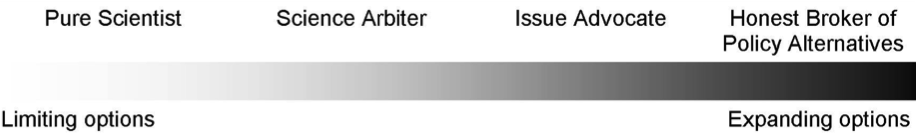 Pure Scientist Science Arbiter Issue Advocate Honest Broker of
Policy Alternatives
Limiting options Expanding options